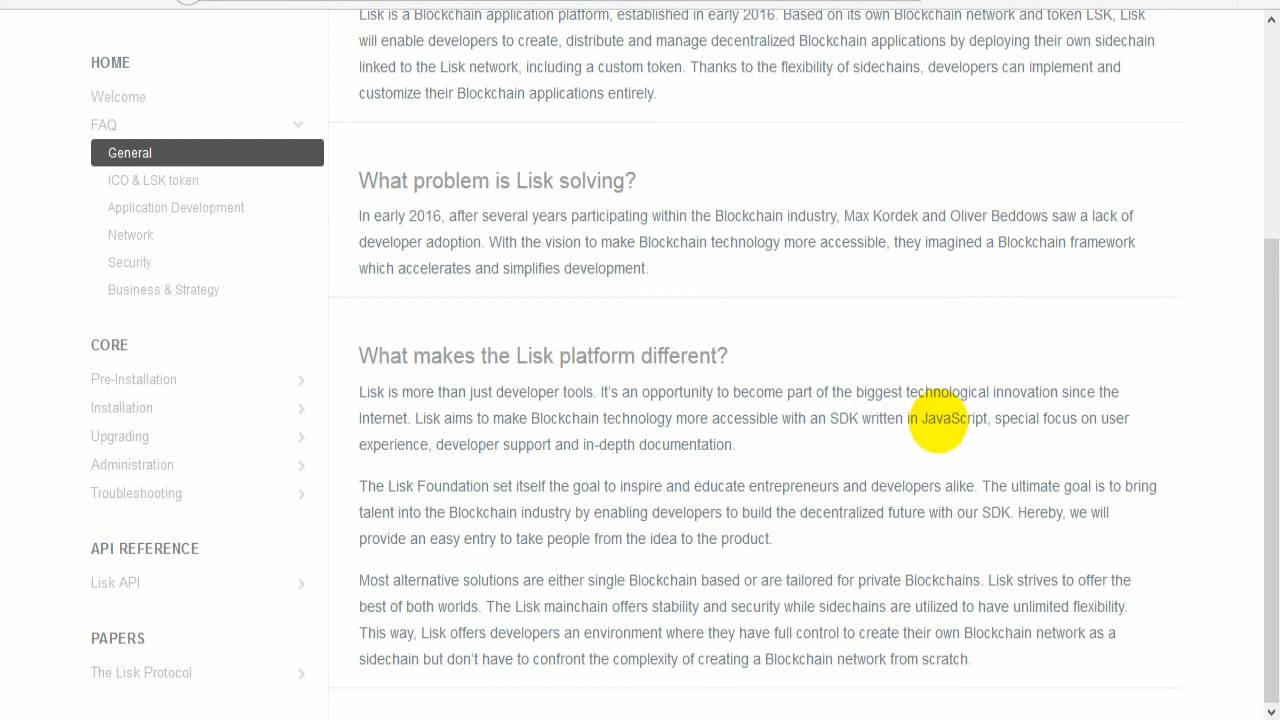 HOME
Welcome
FAQ
General
ICO & LSK token
Application Development
Network
Security
Business & Strategy
CORE
Pre-Installation
Installation
Upgrading
Administration
Troubleshooting
API REFERENCE
Lisk API
PAPERS
The Lisk Protocol
Lisk is a Blockchain application platform, established in early 2016. Based on its own Blockchain network and token LSK, Lisk
will enable developers to create, distribute and manage decentralized Blockchain applications by deploying their own sidechain
linked to the Lisk network, including a custom token. Thanks to the flexibility of sidechains, developers can implement and
customize their Blockchain applications entirely.
What problem is Lisk solving?
In early 2016, after several years participating within the Blockchain industry, Max Kordek and Oliver Beddows saw a lack of
developer adoption. With the vision to make Blockchain technology more accessible, they imagined a Blockchain framework
which accelerates and simplifies development.
What makes the Lisk platform different?
Lisk is more than just developer tools. It's an opportunity to become part of the biggest technological innovation since the
Internet. Lisk aims to make Blockchain technology more accessible with an SDK written in JavaScript, special focus on user
experience, developer support and in-depth documentation.
The Lisk Foundation set itself the goal to inspire and educate entrepreneurs and developers alike. The ultimate goal is to bring
talent into the Blockchain industry by enabling developers to build the decentralized future with our SDK. Hereby, we will
provide an easy entry to take people from the idea to the product.
Most alternative solutions are either single Blockchain based or are tailored for private Blockchains. Lisk strives to offer the
best of both worlds. The Lisk mainchain offers stability and security while sidechains are utilized to have unlimited flexibility.
This way, Lisk offers developers an environment where they have full control to create their own Blockchain network as a
sidechain but don't have to confront the complexity of creating a Blockchain network from scratch.